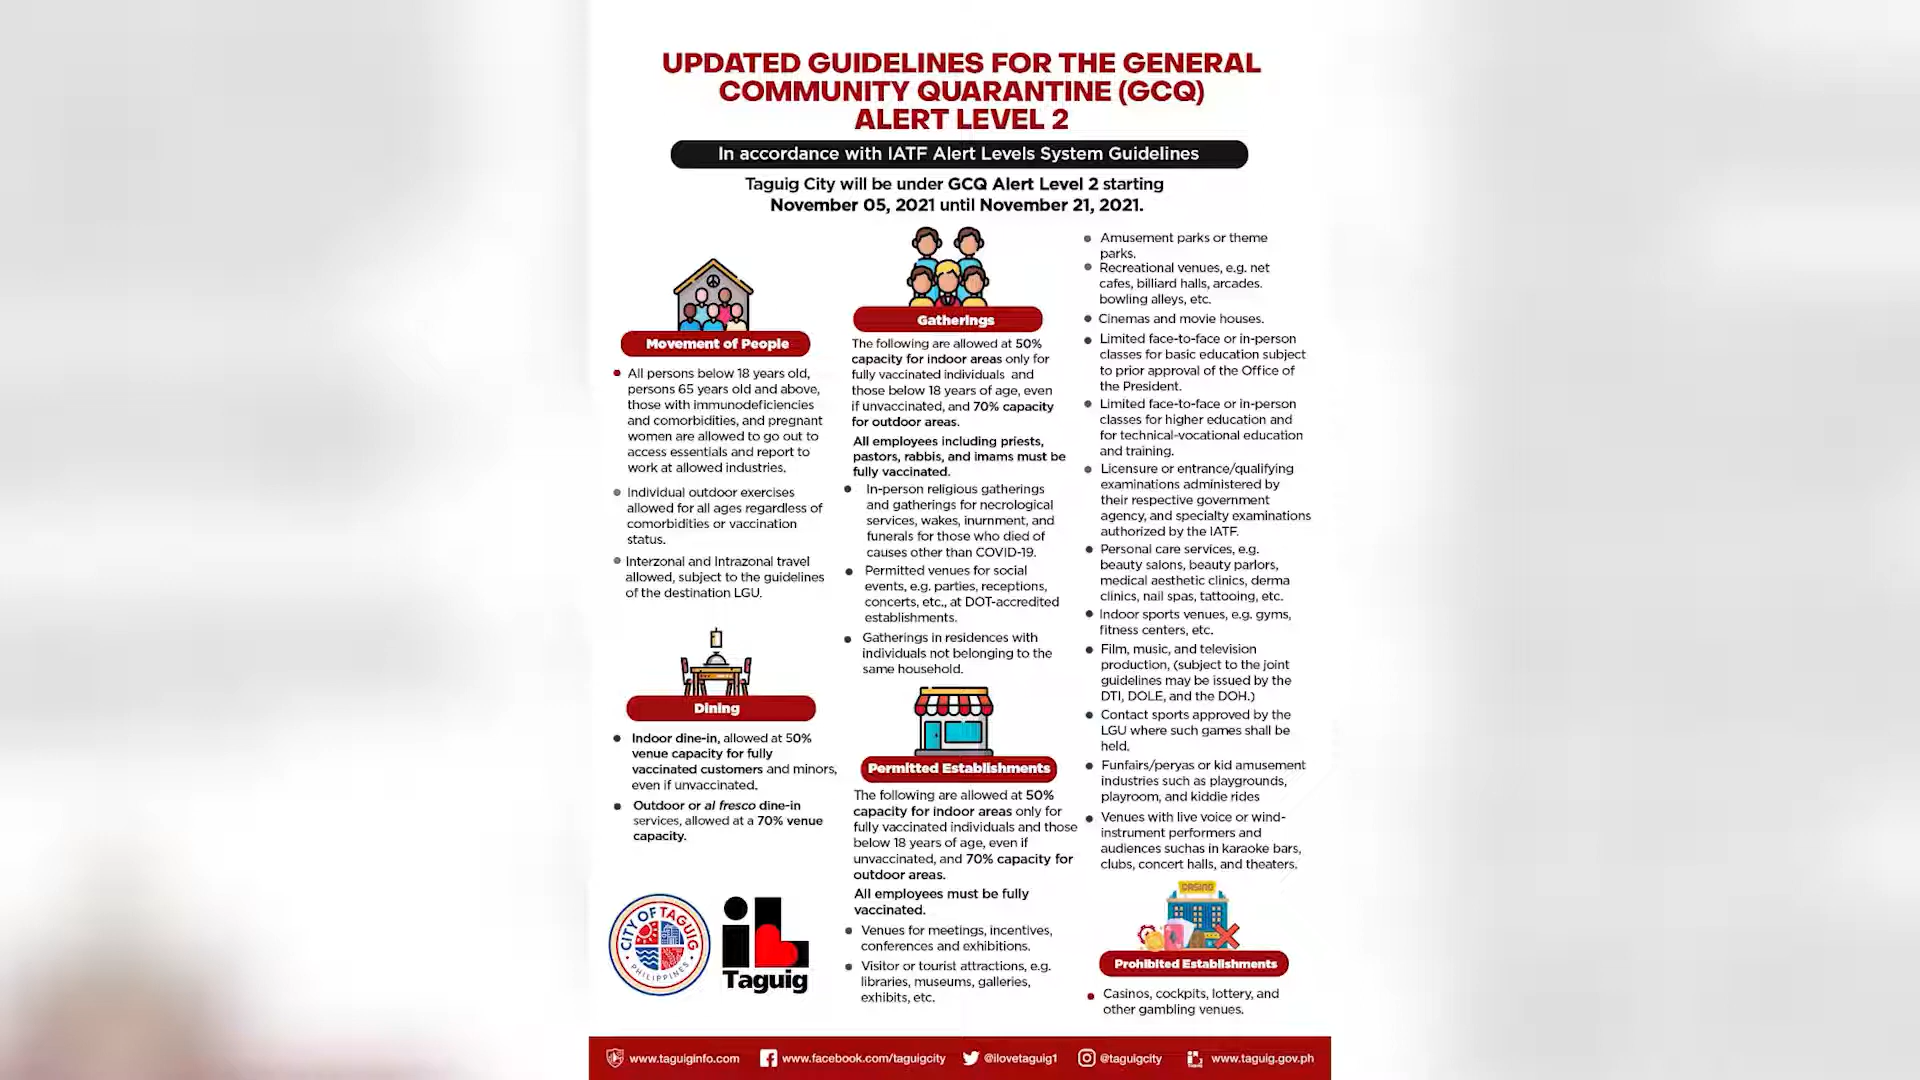 UPDATED GUIDELINES FOR THE GENERAL
COMMUNITY QUARANTINE (GCQ)
ALERT LEVEL 2
In accordance with IATF Alert Levels System Guidelines
Taguig City will be under GCQ Alert Level 2 starting
November 05, 2021 until November 21, 2021.
Movement of People
All persons below 18 years old,
persons 65 years old and above,
those with immunodeficiencies
and comorbidities, and pregnant
women are allowed to go out to
access essentials and report to
work at allowed industries.
Individual outdoor exercises
allowed for all ages regardless of
comorbidities or vaccination
status.
Interzonal and Intrazonal travel
allowed, subject to the guidelines
of the destination LGU.
Dining
Indoor dine-in, allowed at 50%
venue capacity for fully
vaccinated customers and minors,
even if unvaccinated.
Outdoor or al fresco dine-in
services, allowed at a 70% venue
capacity.
CITY OF TAGUIG
PHILIPPINES
iL
Taguig
Gatherings
The following are allowed at 50%
capacity for indoor areas only for
fully vaccinated individuals and
those below 18 years of age, even
if unvaccinated, and 70% capacity
for outdoor areas.
All employees including priests,
pastors, rabbis, and imams must be
fully vaccinated.
In-person religious gatherings
and gatherings for necrological
services, wakes, inurnment, and
funerals for those who died of
causes other than COVID-19.
Permitted venues for social
events, e.g. parties, receptions,
concerts, etc., at DOT-accredited
establishments.
Gatherings in residences with
individuals not belonging to the
same household.
Permitted Establishments
The following are allowed at 50%
capacity for indoor areas only for
fully vaccinated individuals and those
below 18 years of age, even if
unvaccinated, and 70% capacity for
outdoor areas.
All employees must be fully
vaccinated.
Venues for meetings, incentives,
conferences and exhibitions.
Visitor or tourist attractions, e.g.
libraries, museums, galleries,
exhibits, etc.
Amusement parks or theme
parks.
Recreational venues, e.g. net
cafes, billiard halls, arcades.
bowling alleys, etc.
Cinemas and movie houses.
Limited face-to-face or in-person
classes for basic education subject
to prior approval of the Office of
the President.
Limited face-to-face or in-person
classes for higher education and
for technical-vocational education
and training.
Licensure or entrance/qualifying
examinations administered by
their respective government
agency, and specialty examinations
authorized by the IATF.
Personal care services, e.g.
beauty salons, beauty parlors,
medical aesthetic clinics, derma
clinics, nail spas, tattooing, etc.
Indoor sports venues, e.g. gyms,
fitness centers, etc.
Film, music, and television
production, (subject to the joint
guidelines may be issued by the
DTI, DOLE, and the DOH.)
Contact sports approved by the
LGU where such games shall be
held.
Funfairs/peryas or kid amusement
industries such as playgrounds,
playroom, and kiddie rides
Venues with live voice or wind-
instrument performers and
audiences suchas in karaoke bars,
clubs, concert halls, and theaters.
CASINO
Prohibited Establishments
Casinos, cockpits, lottery, and
other gambling venues.
www.taguiginfo.com
www.facebook.com/taguigcity
@ilovetaguig1
@taguigcity
www.taguig.gov.ph